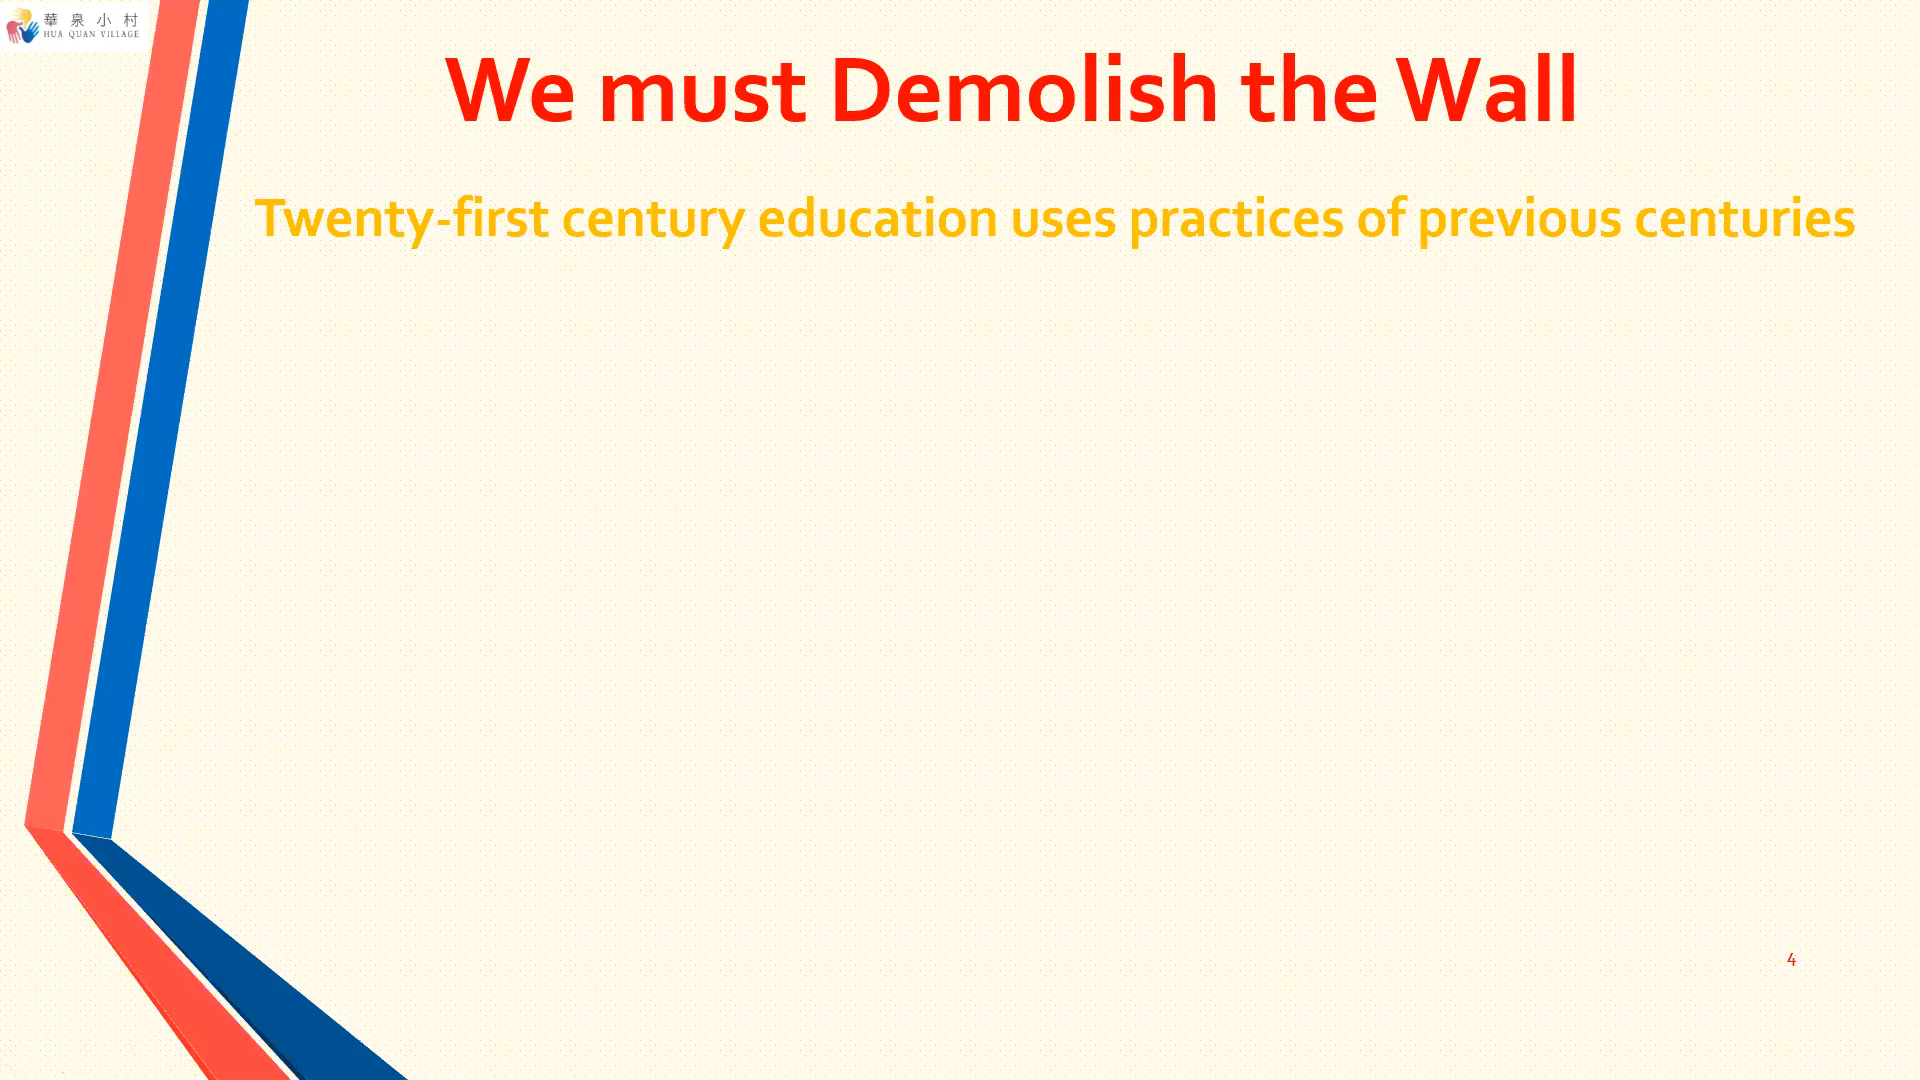 華泉小村
HUA QUAN VILLAGE
We must Demolish the Wall
Twenty-first century education uses practices of previous centuries
4